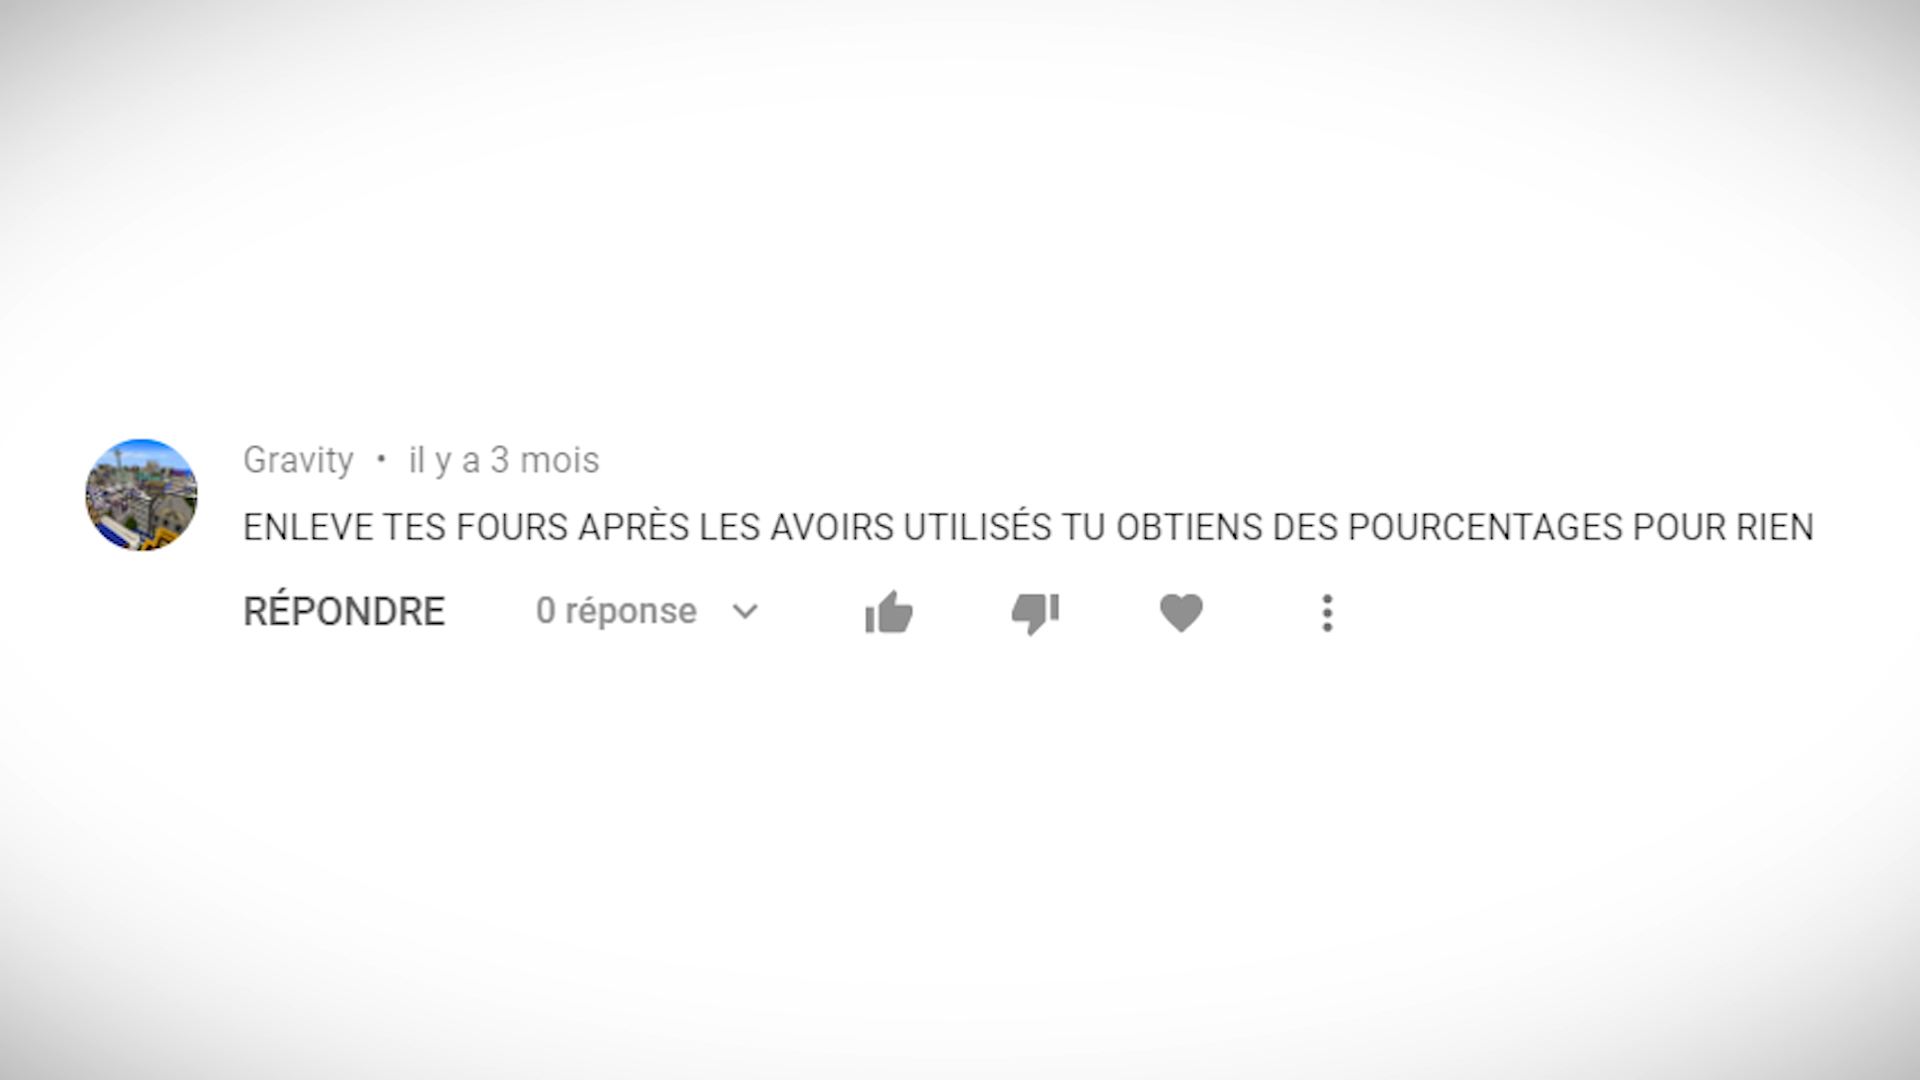 Gravity • il y a 3 mois
ENLEVE TES FOURS APRÈS LES AVOIRS UTILISÉS TU OBTIENS DES POURCENTAGES POUR RIEN
RÉPONDRE 0 réponse